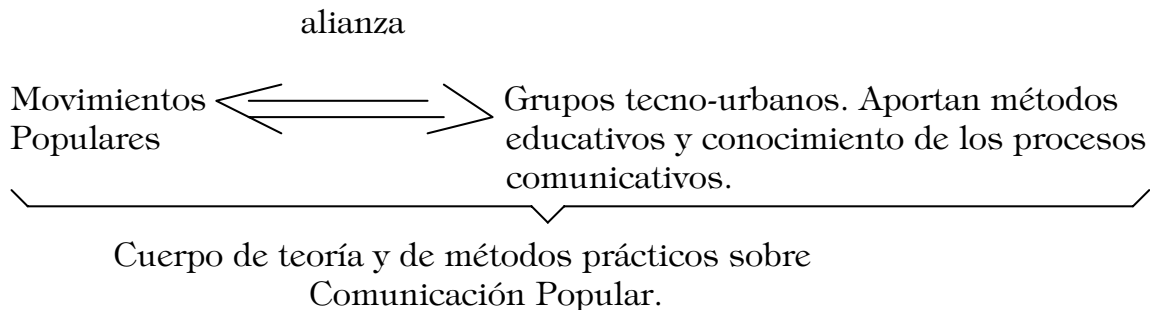 alianza
Movimientos
Populares
Grupos tecno-urbanos. Aportan métodos
educativos y conocimiento de los procesos
comunicativos.
Cuerpo de teoría y de métodos prácticos sobre
Comunicación Popular.